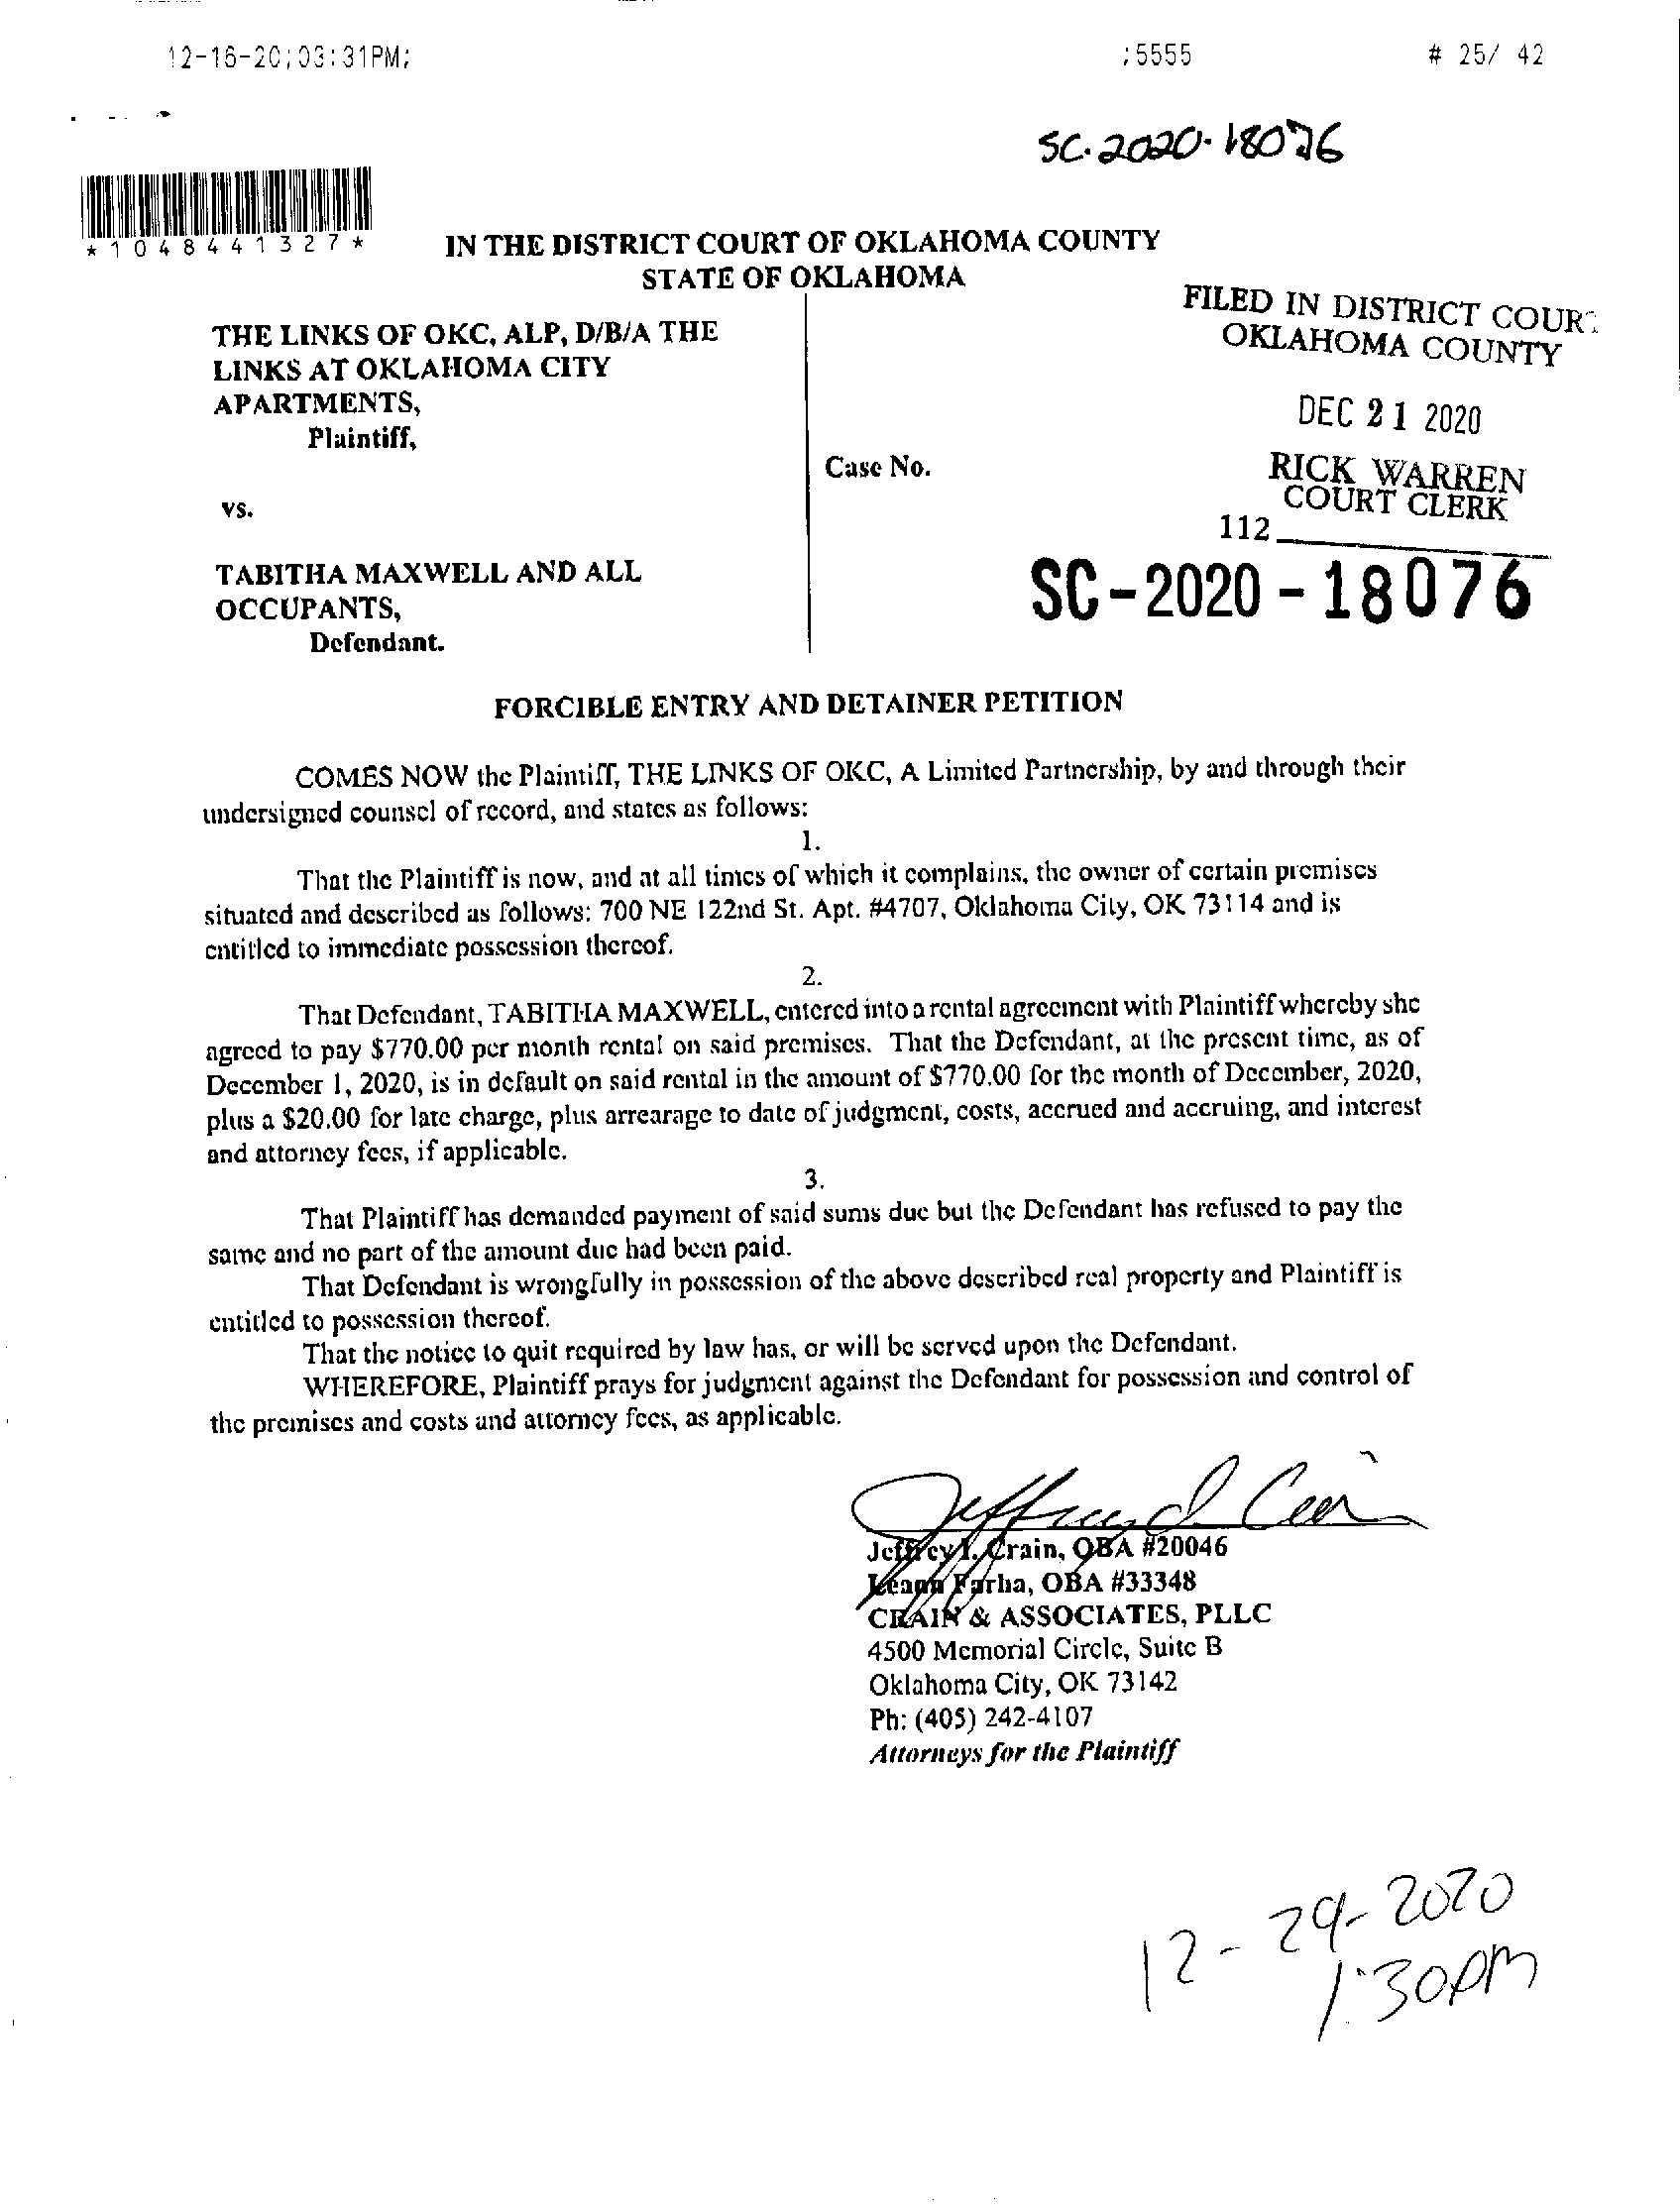 12-16-20;03:31PM; ;5555 # 25/ 42
SC-2020-18076
*1048441327*
IN THE DISTRICT COURT OF OKLAHOMA COUNTY
STATE OF OKLAHOMA
THE LINKS OF OKC, ALP, D/B/A THE
LINKS AT OKLAHOMA CITY
APARTMENTS,
Plaintiff,
vs.
TABITHA MAXWELL AND ALL
OCCUPANTS,
Defendant.
Case No.
FILED IN DISTRICT COURT
OKLAHOMA COUNTY
DEC 21 2020
RICK WARREN
COURT CLERK
112
SC-2020-18076
FORCIBLE ENTRY AND DETAINER PETITION
COMES NOW the Plaintiff, THE LINKS OF OKC, A Limited Partnership, by and through their
undersigned counsel of record, and states as follows:
1.
That the Plaintiff is now, and at all times of which it complains, the owner of certain premises
situated and described as follows: 700 NE 122nd St. Apt. #4707, Oklahoma City, OK 73114 and is
entitled to immediate possession thereof.
2.
That Defendant, TABITHA MAXWELL, entered into a rental agreement with Plaintiff whereby she
agreed to pay $770.00 per month rental on said premises. That the Defendant, at the present time, as of
December 1, 2020, is in default on said rental in the amount of $770.00 for the month of December, 2020,
plus a $20.00 for late charge, plus arrearage to date of judgment, costs, accrued and accruing, and interest
and attorney fees, if applicable.
3.
That Plaintiff has demanded payment of said sums due but the Defendant has refused to pay the
same and no part of the amount due had been paid.
That Defendant is wrongfully in possession of the above described real property and Plaintiff is
entitled to possession thereof.
That the notice to quit required by law has, or will be served upon the Defendant.
WHEREFORE, Plaintiff prays for judgment against the Defendant for possession and control of
the premises and costs and attorney fees, as applicable.
Jeffrey I. Crain, OBA #20046
Leann Farha, OBA #33348
CRAIN & ASSOCIATES, PLLC
4500 Memorial Circle, Suite B
Oklahoma City, OK 73142
Ph: (405) 242-4107
Attorneys for the Plaintiff
12-29-2020
1:30PM